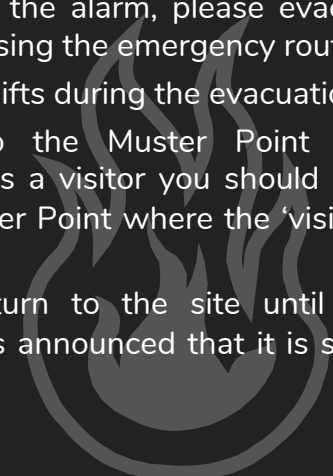 the alarm, please eva
sing the emergency rou
ifts during the evacuati
the Muster Point
s a visitor you should
er Point where the ‘visi
turn to the site until
s announced that it is s